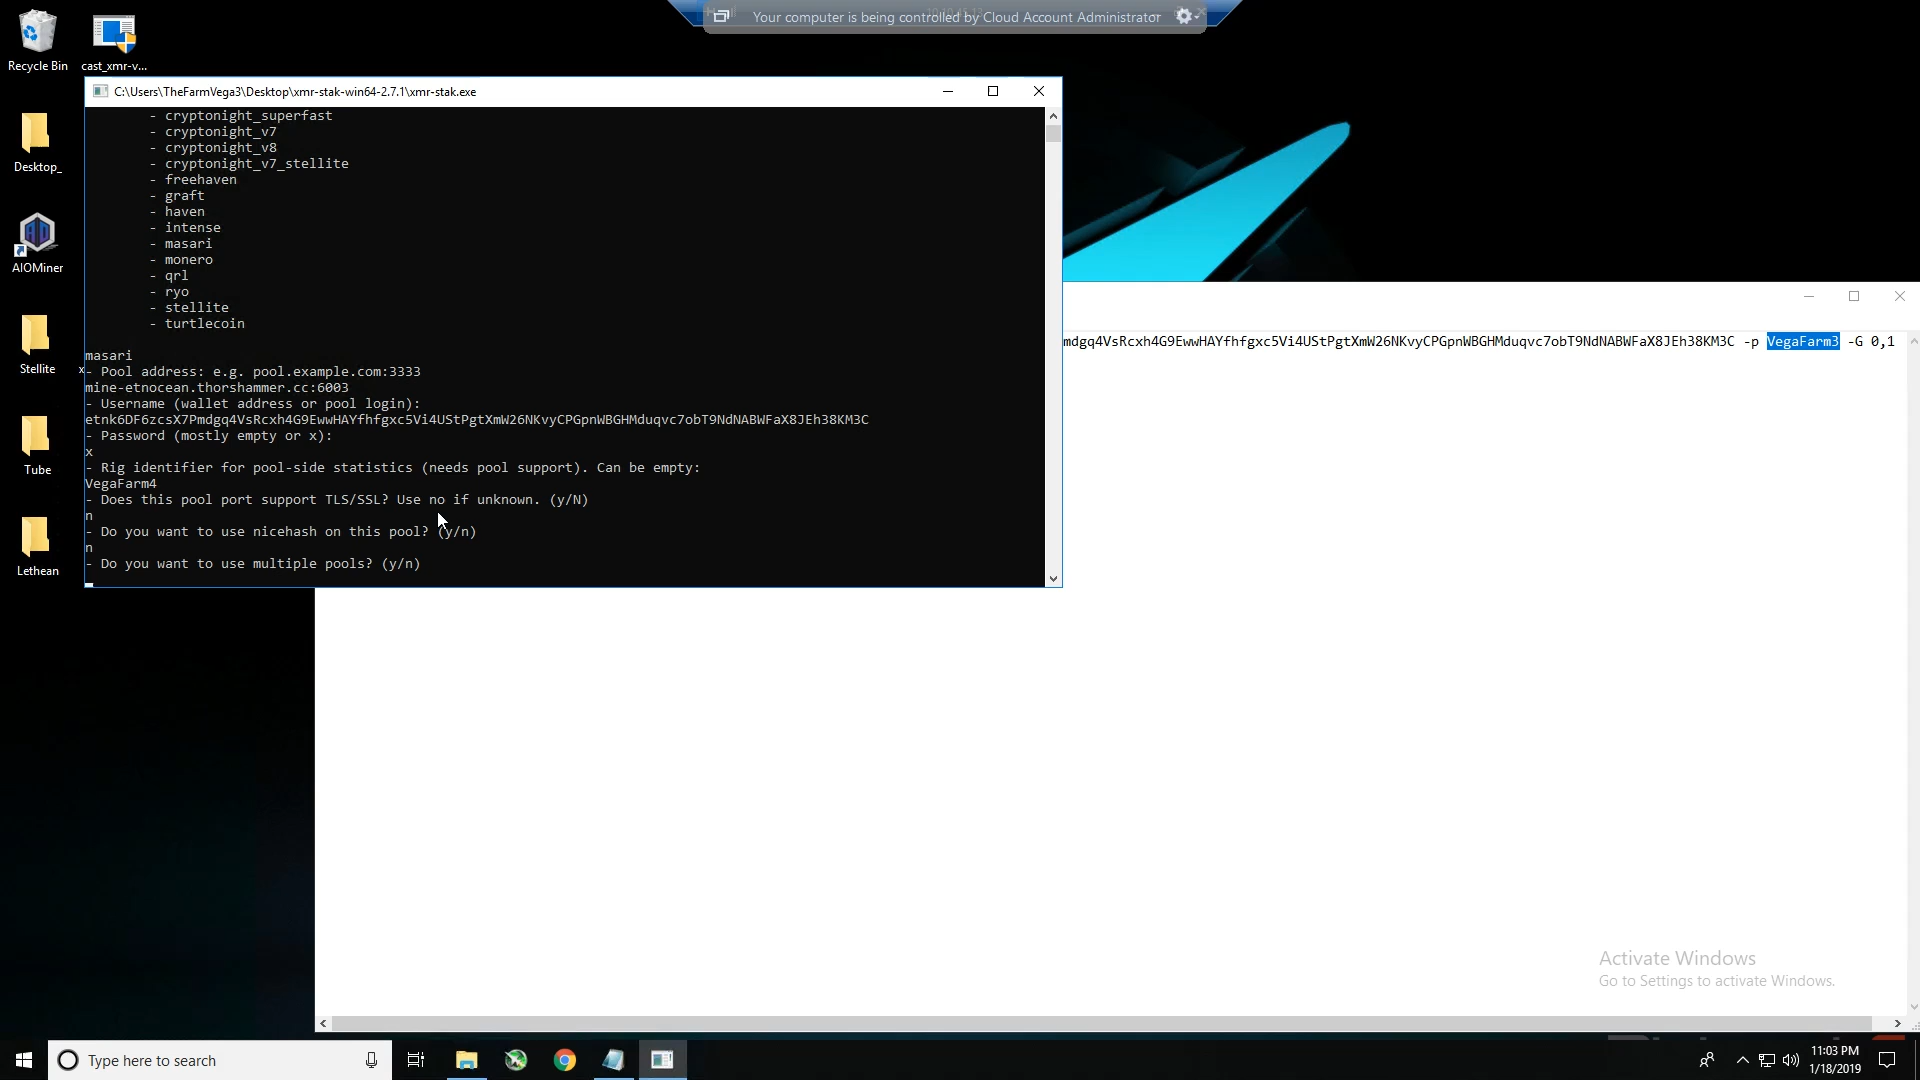 Your computer is being controlled by Cloud Account Administrator
Recycle Bin
cast_xmr-v...
Desktop_
AIOMiner
Stellite
x
Tube
Lethean
C:\Users\TheFarmVega3\Desktop\xmr-stak-win64-2.7.1\xmr-stak.exe
- cryptonight_superfast
- cryptonight_v7
- cryptonight_v8
- cryptonight_v7_stellite
- freehaven
- graft
- haven
- intense
- masari
- monero
- qrl
- ryo
- stellite
- turtlecoin
masari
- Pool address: e.g. pool.example.com:3333
mine-etnocean.thorshammer.cc:6003
- Username (wallet address or pool login):
etnk6DF6zcsX7Pmdgq4VsRcxh4G9EwwHAYfhfgxc5Vi4UStPgtXmW26NKvyCPGpnWBGHMduqvc7obT9NdNABWFaX8JEh38KM3C
- Password (mostly empty or x):
x
- Rig identifier for pool-side statistics (needs pool support). Can be empty:
VegaFarm4
- Does this pool port support TLS/SSL? Use no if unknown. (y/N)
n
- Do you want to use nicehash on this pool? (y/n)
n
- Do you want to use multiple pools? (y/n)
mdgq4VsRcxh4G9EwwHAYfhfgxc5Vi4UStPgtXmW26NKvyCPGpnWBGHMduqvc7obT9NdNABWFaX8JEh38KM3C -p VegaFarm3 -G 0,1
Activate Windows
Go to Settings to activate Windows.
Type here to search
11:03 PM
1/18/2019